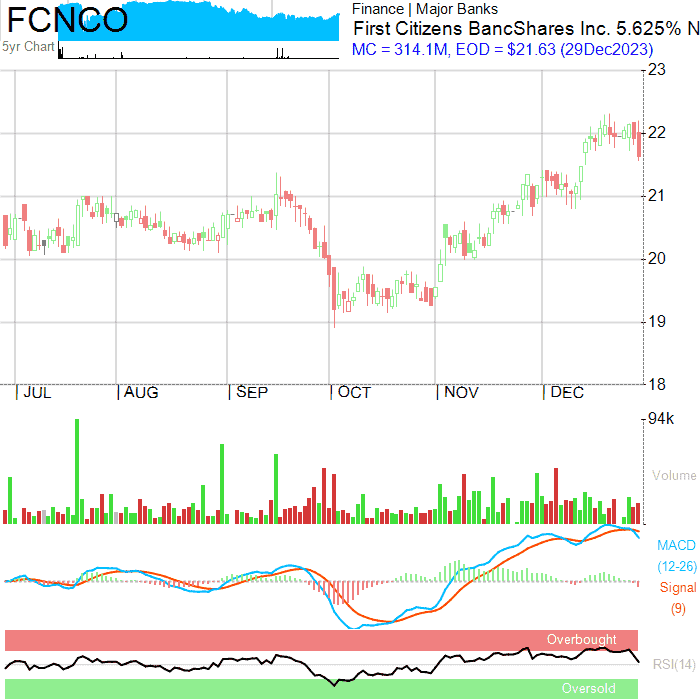 FCNCO
5yr Chart
Finance | Major Banks
First Citizens BancShares Inc. 5.625% N
MC = 314.1M, EOD = $21.63 (29Dec2023)
23
22
21
20
19
18
JUL AUG SEP OCT NOV DEC
94k
Volume
MACD
(12-26)
Signal
(9)
Overbought
RSI(14)
Oversold